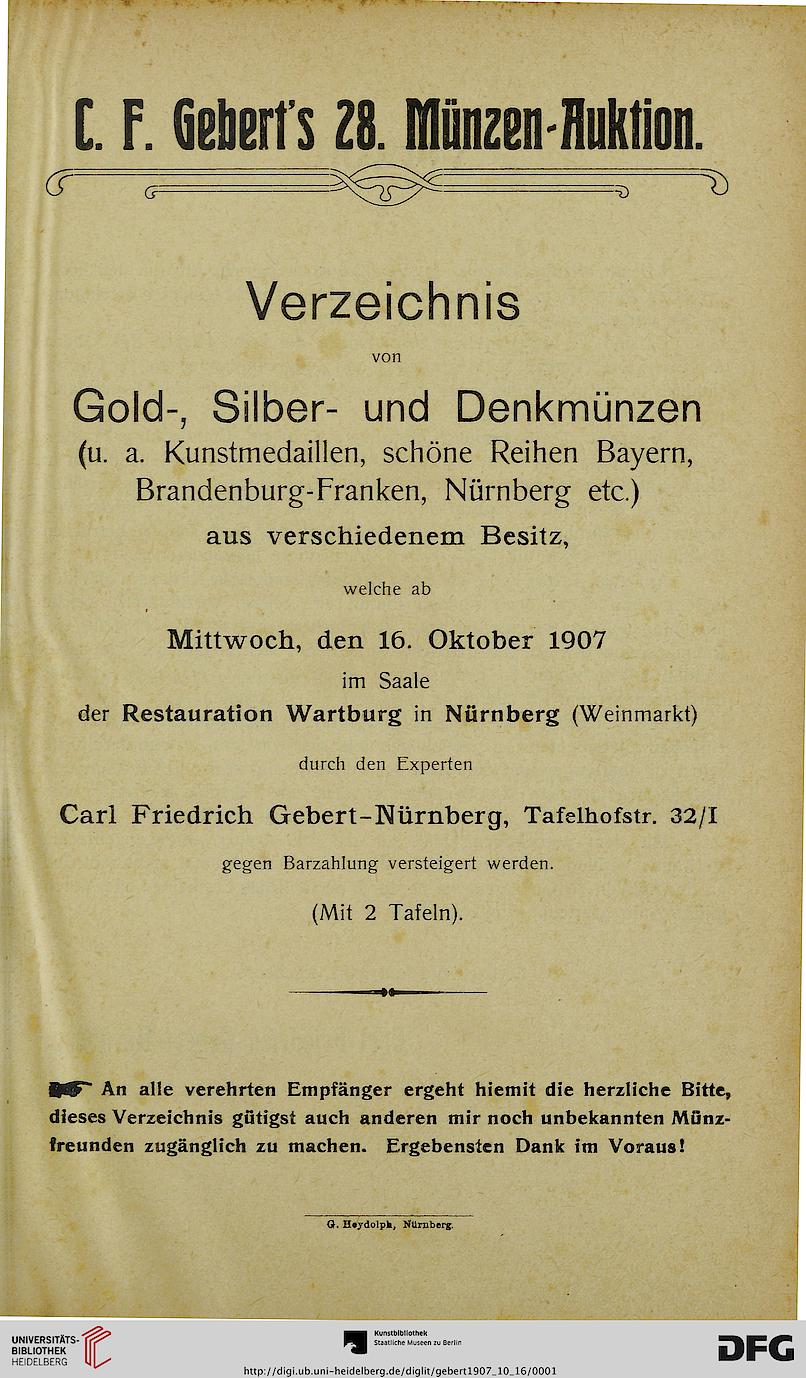 C. F. Gebert's 28. Münzen-Auktion.
Verzeichnis
von
Gold-, Silber- und Denkmünzen
(u. a. Kunstmedaillen, schöne Reihen Bayern,
Brandenburg-Franken, Nürnberg etc.)
aus verschiedenem Besitz,
welche ab
Mittwoch, den 16. Oktober 1907
im Saale
der Restauration Wartburg in Nürnberg (Weinmarkt)
durch den Experten
Carl Friedrich Gebert-Nürnberg, Tafelhofstr. 32/I
gegen Barzahlung versteigert werden.
(Mit 2 Tafeln).
An alle verehrten Empfänger ergeht hiemit die herzliche Bitte,
dieses Verzeichnis gütigst auch anderen mir noch unbekannten Münz-
freunden zugänglich zu machen. Ergebensten Dank im Voraus!
G. Heydolph, Nürnberg.
UNIVERSITÄTS-
BIBLIOTHEK
HEIDELBERG
Kunstbibliothek
Staatliche Museen zu Berlin
http://digi.ub.uni-heidelberg.de/diglit/gebert1907_10_16/0001
DFG